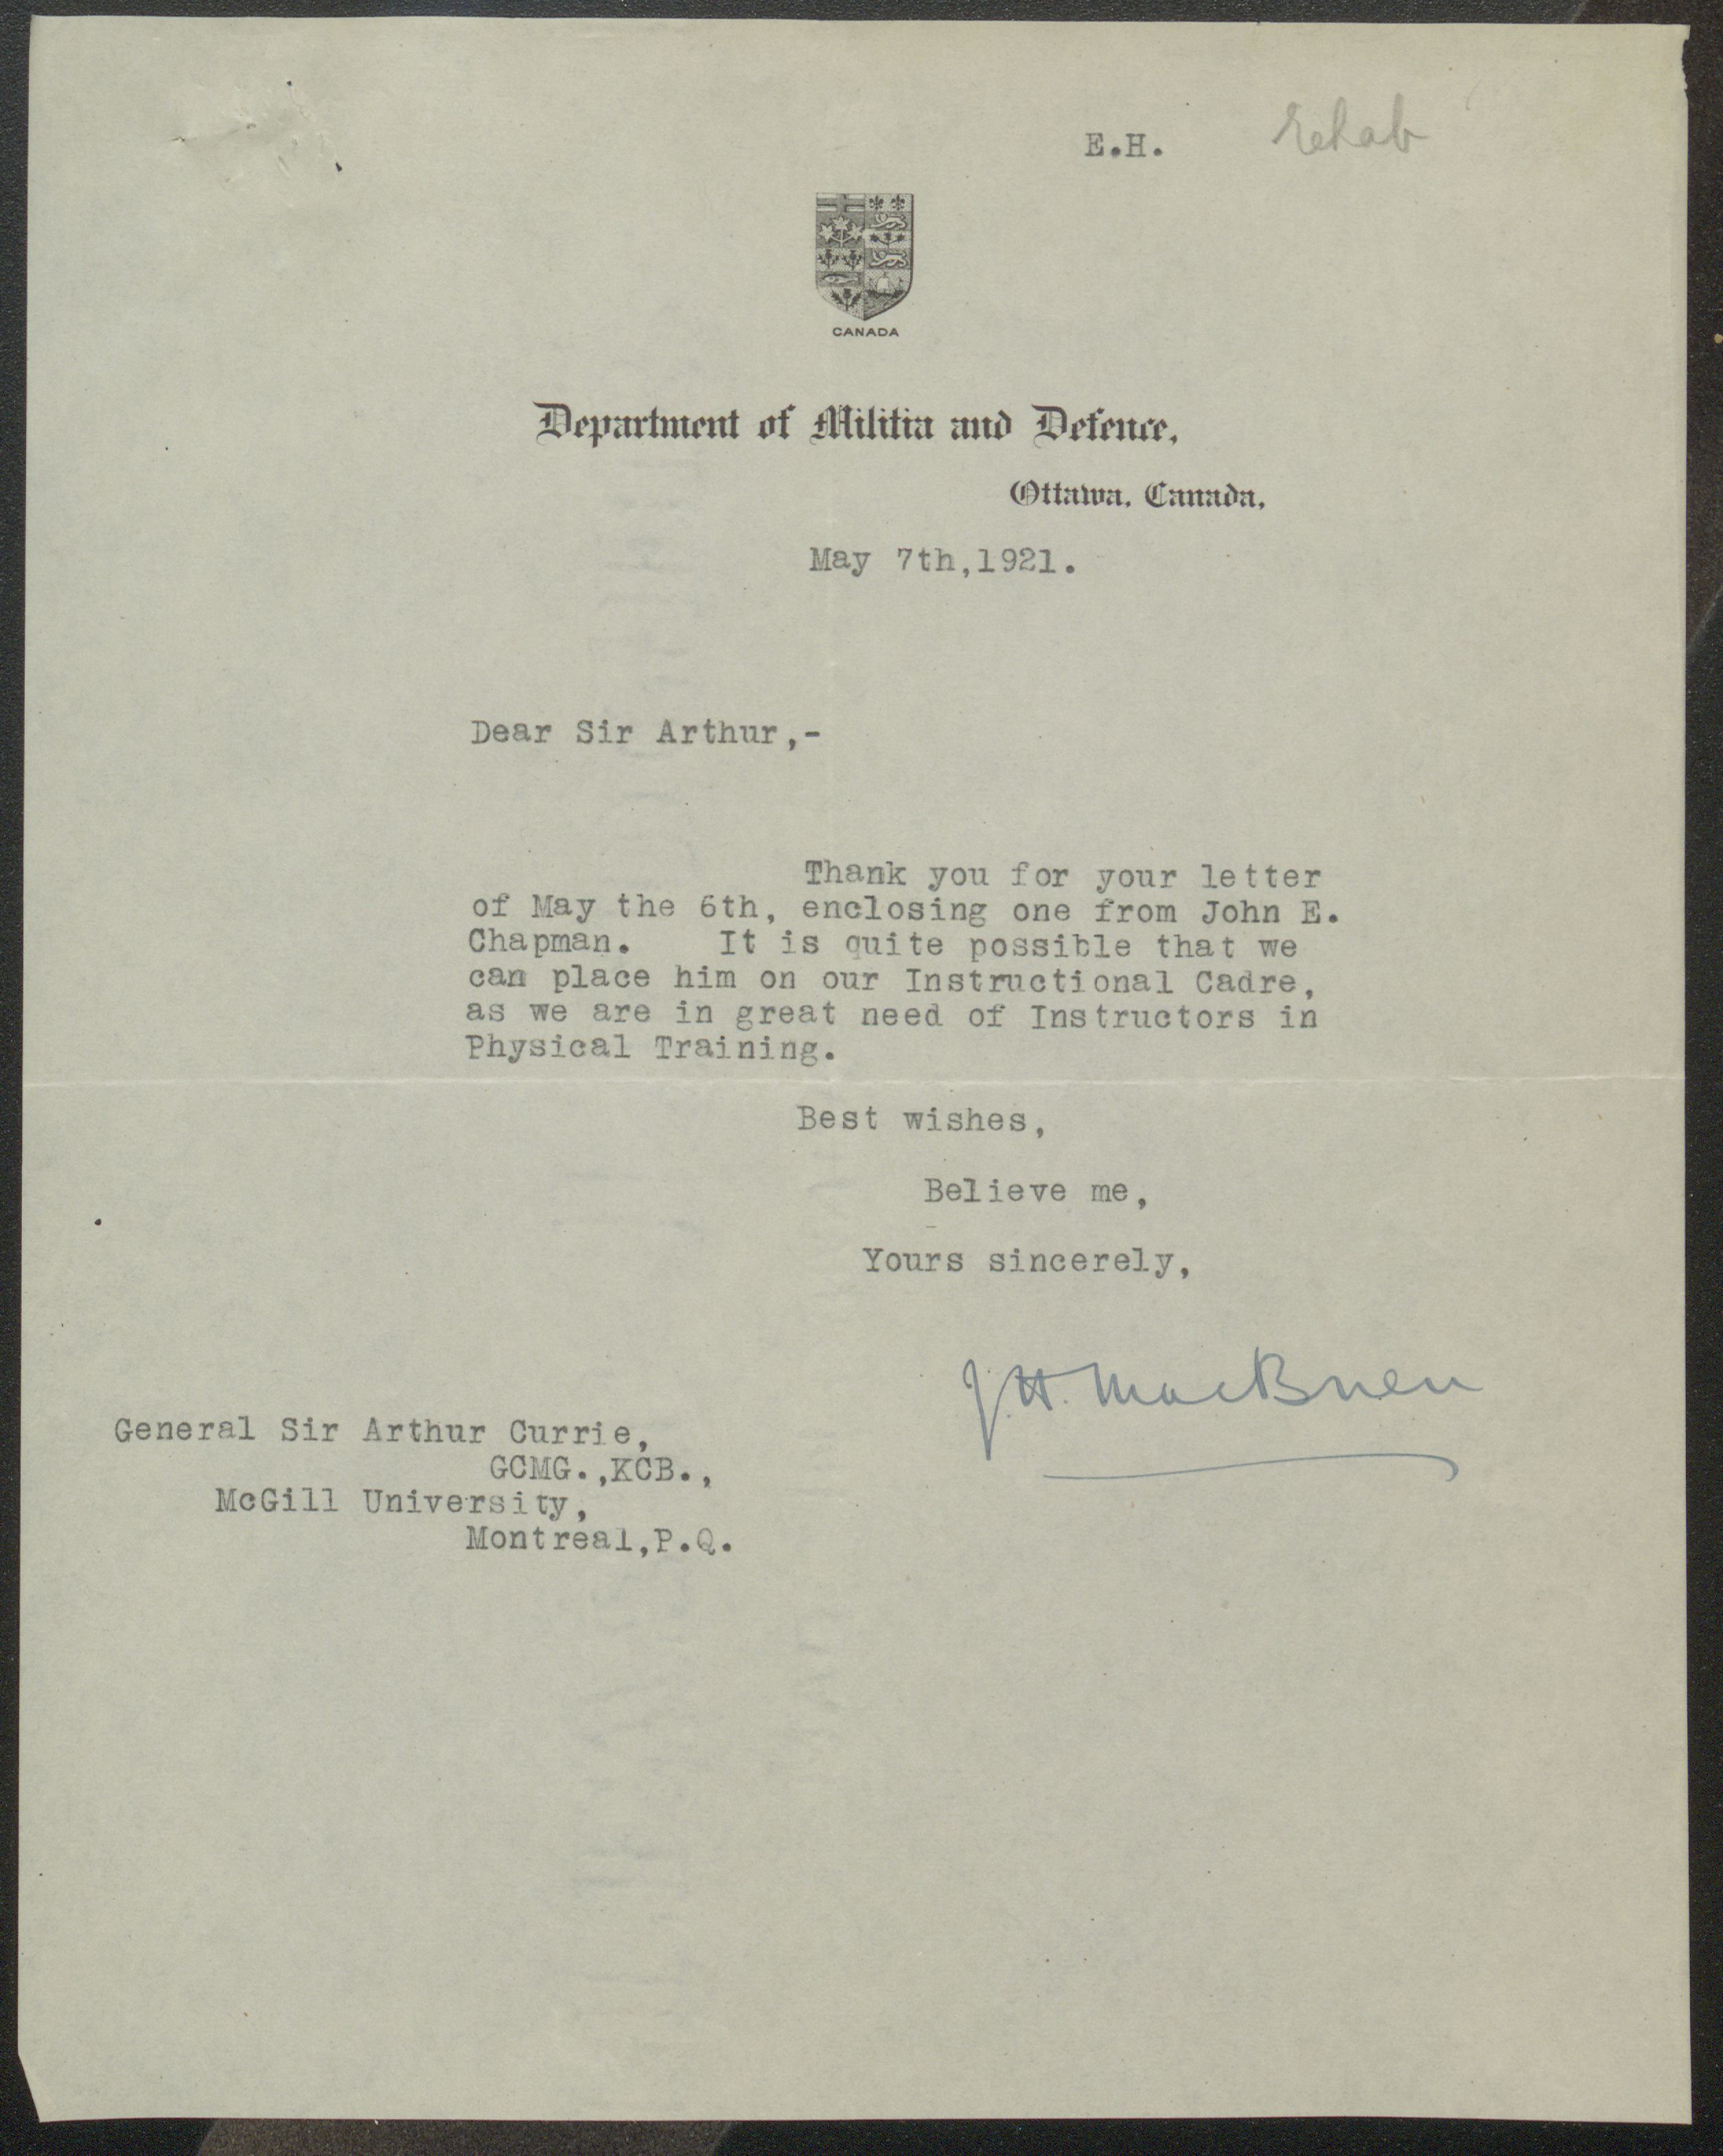 E.H. rehab
CANADA
Department of Militia and Defence,
Ottawa, Canada,
May 7th,1921.
Dear Sir Arthur,-
Thank you for your letter
of May the 6th, enclosing one from John E.
Chapman. It is quite possible that we
can place him on our Instructional Cadre,
as we are in great need of Instructors in
Physical Training.
Best wishes,
Believe me,
Yours sincerely,
J.H. MacBrien
General Sir Arthur Currie,
GCMG.,KCB.,
McGill University,
Montreal,P.Q.